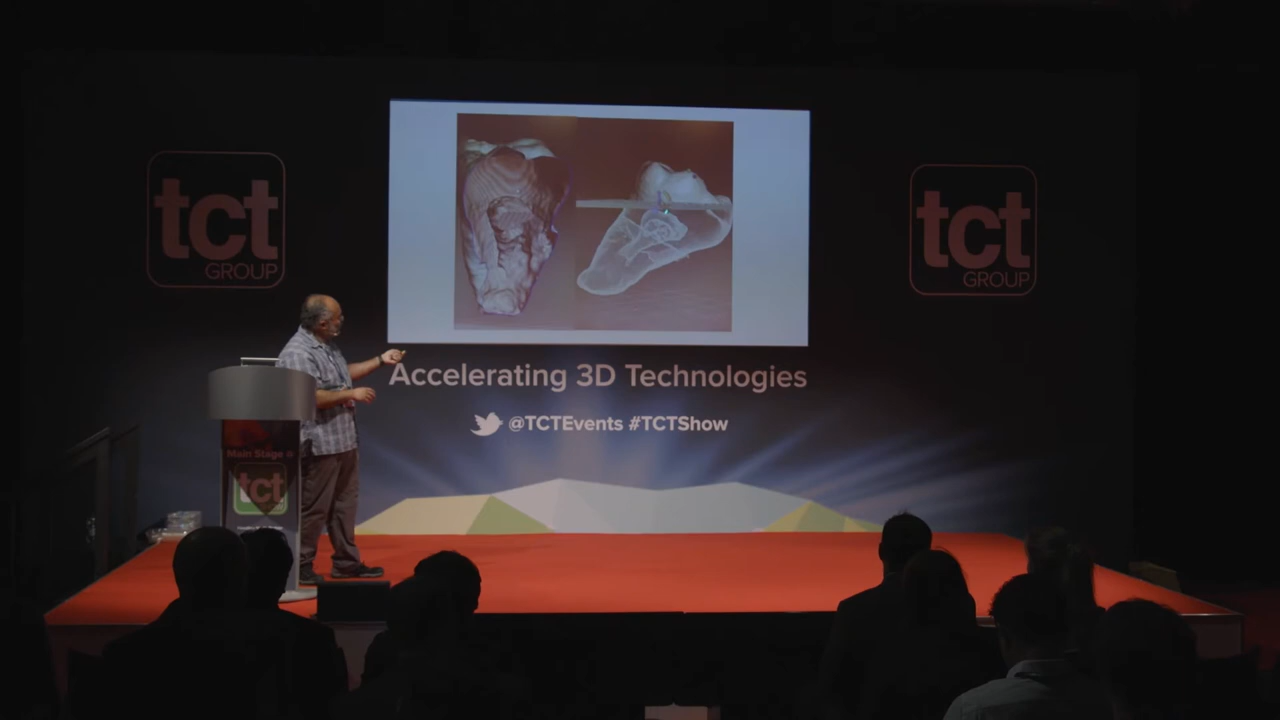 tct
GROUP
tct
GROUP
Accelerating 3D Technologies
@TCTEvents #TCTShow
Main Stage
tct